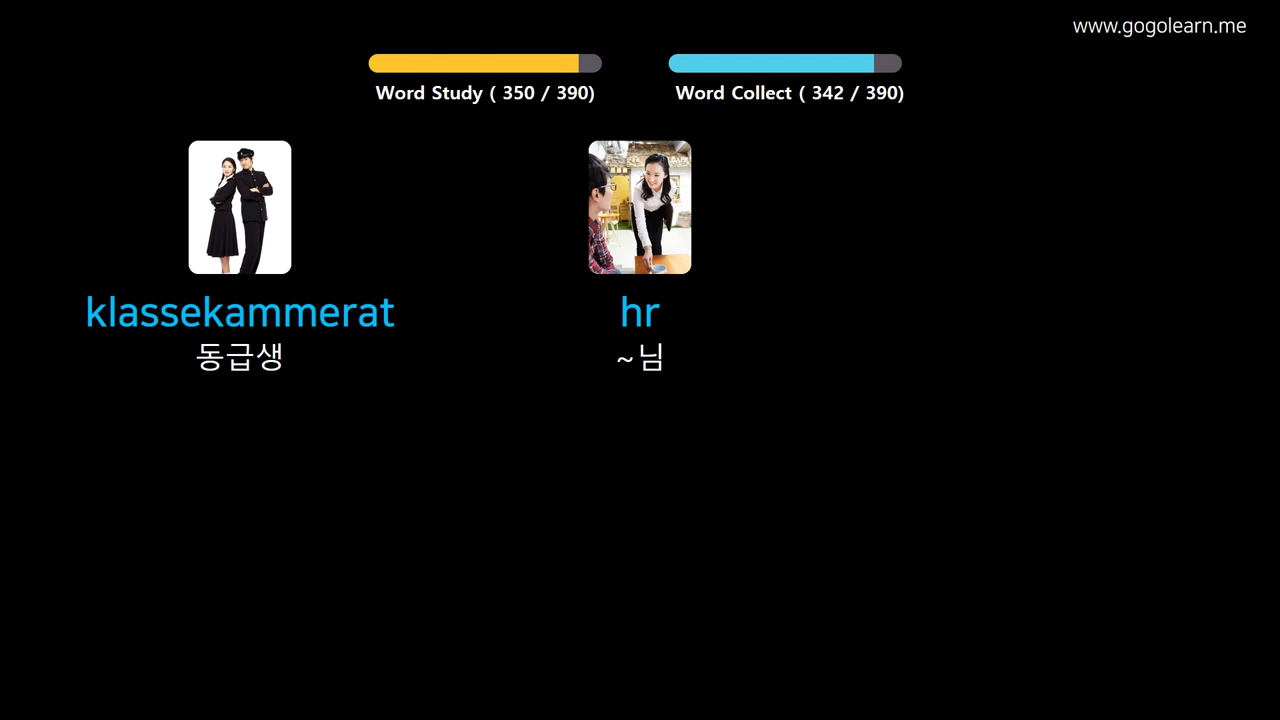 www.gogolearn.me
Word Study ( 350 / 390)
Word Collect ( 342 / 390)
klassekammerat
동급생
hr
~님